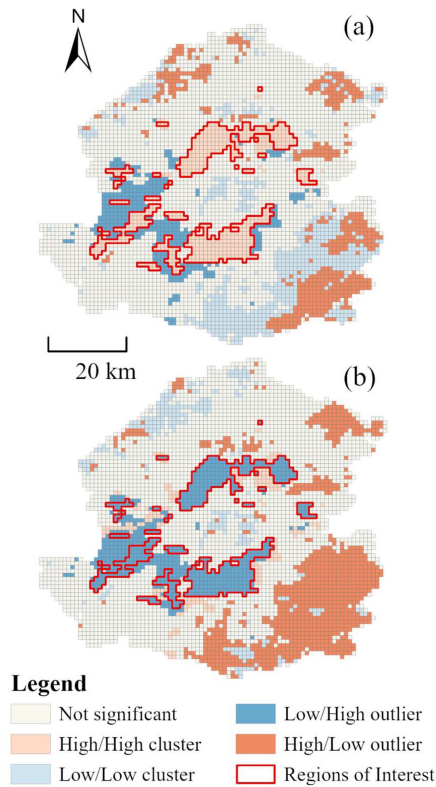 N
(a)
20 km
(b)
Legend
Not significant
Low/High outlier
High/High cluster
High/Low outlier
Low/Low cluster
Regions of Interest